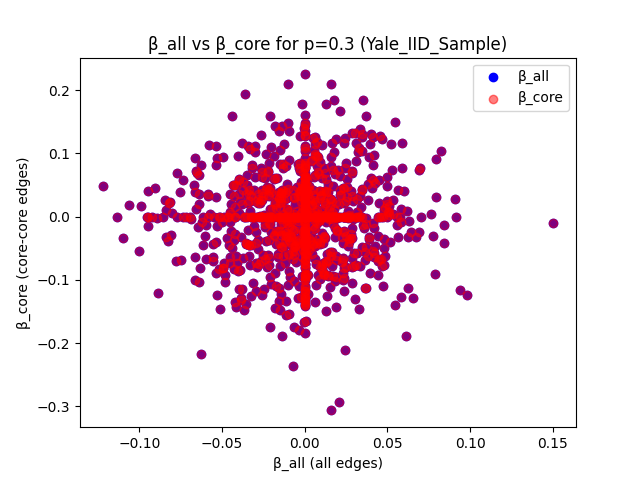 β_all vs β_core for p=0.3 (Yale_IID_Sample)
β_all
β_core
β_core (core-core edges)
0.2
0.1
0.0
−0.1
−0.2
−0.3
−0.10
−0.05
0.00
0.05
0.10
0.15
β_all (all edges)